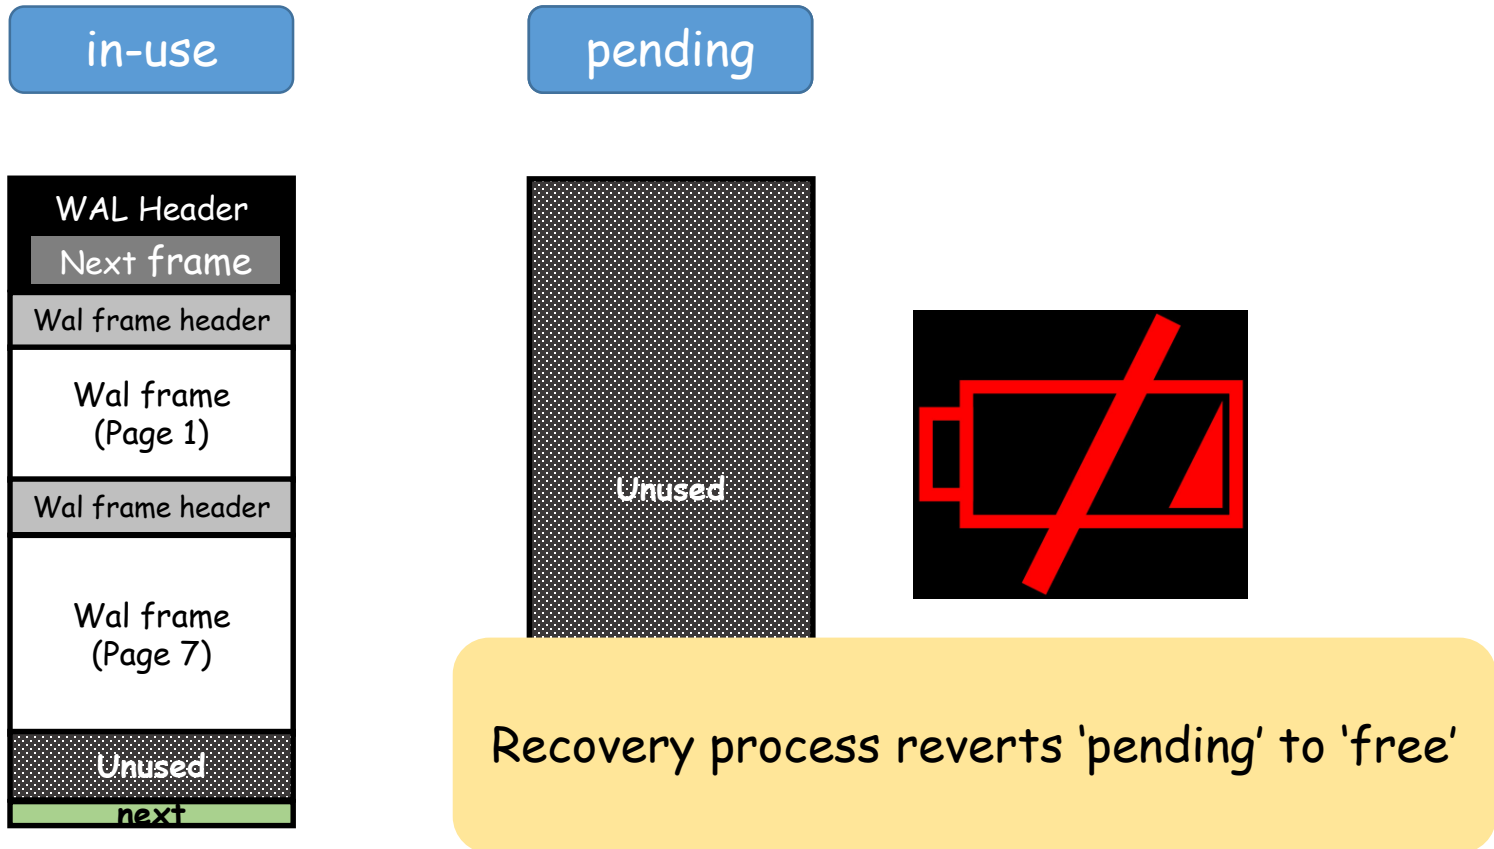 in-use
pending
WAL Header
Next frame
Wal frame header
Wal frame
(Page 1)
Wal frame header
Wal frame
(Page 7)
Unused
next
Unused
Recovery process reverts ‘pending’ to ‘free’